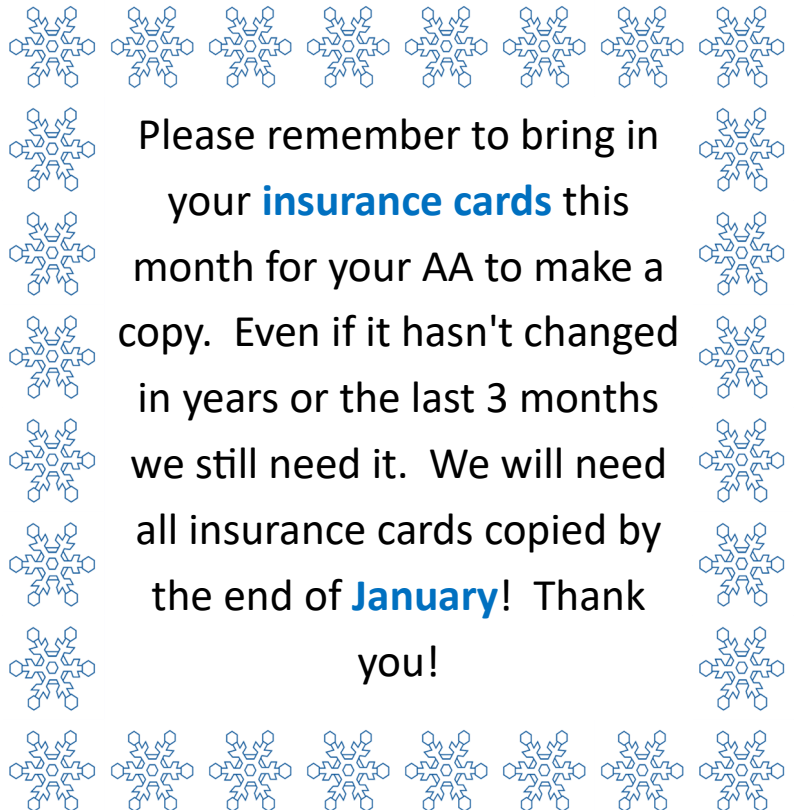 Please remember to bring in
your insurance cards this
month for your AA to make a
copy.  Even if it hasn't changed
in years or the last 3 months
we still need it.  We will need
all insurance cards copied by
the end of January!  Thank
you!